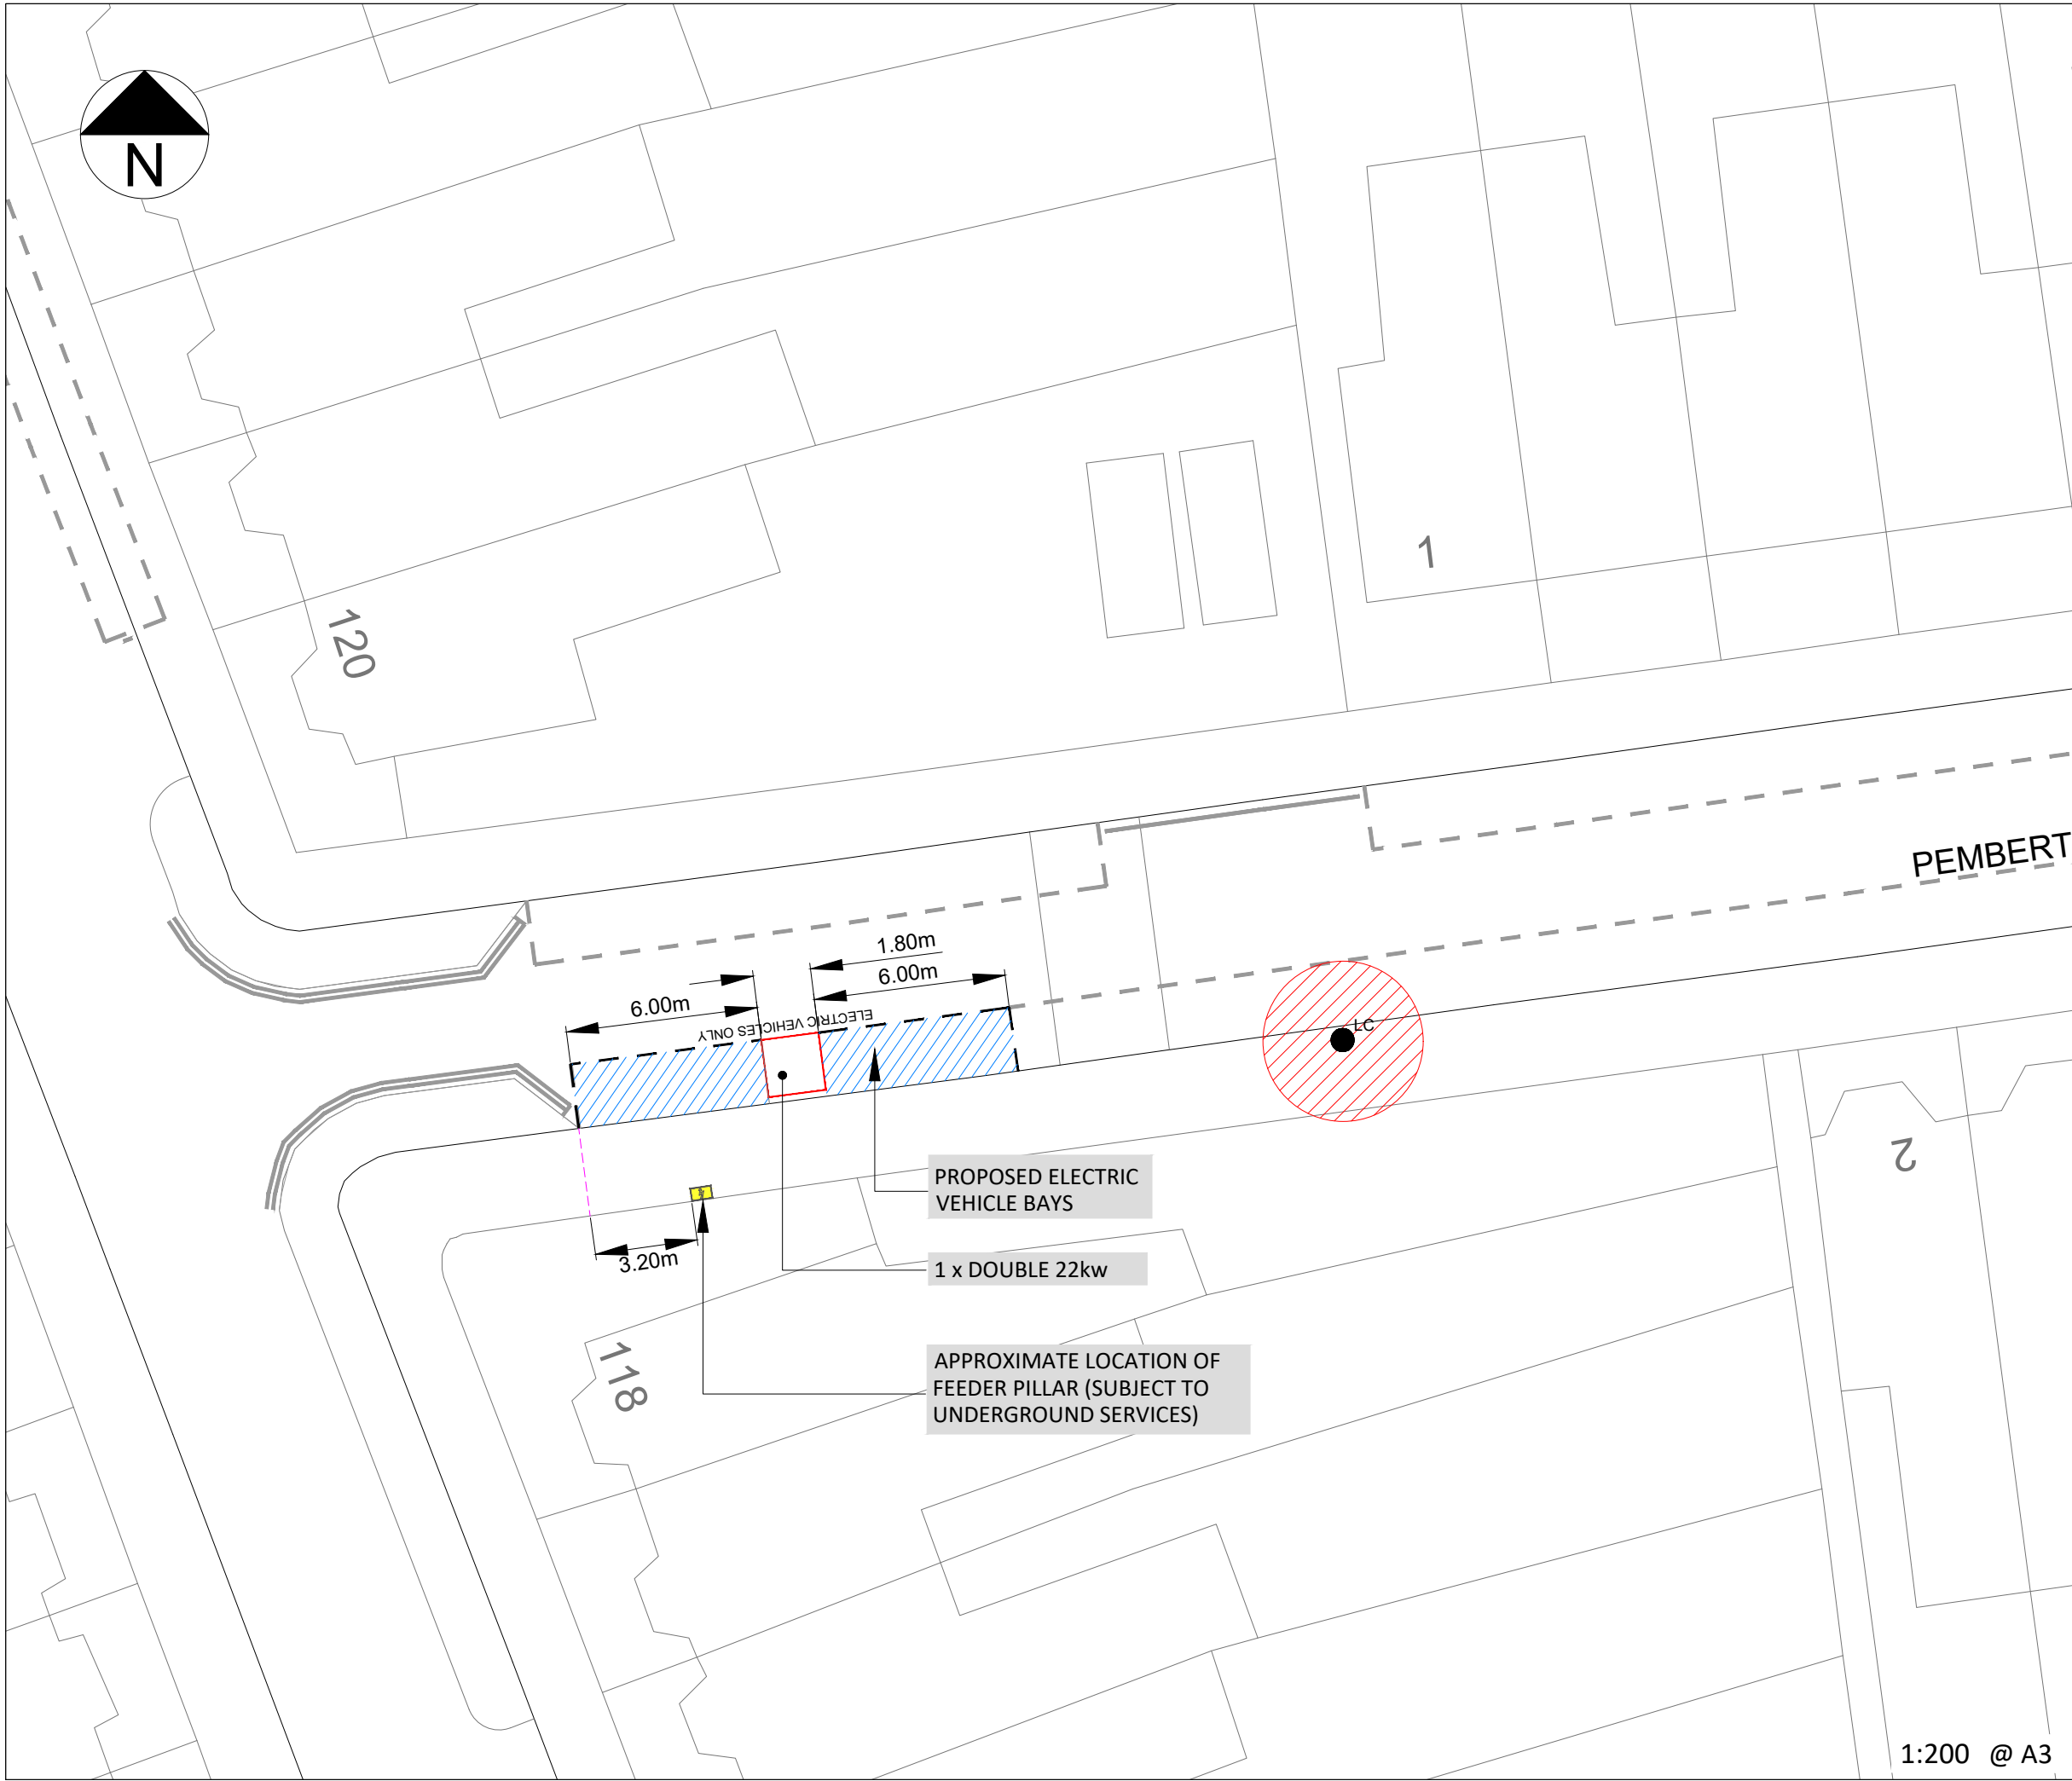 N
1
120
PEMBERT
1.80m
6.00m
6.00m
ELECTRIC VEHICLES ONLY
LC
2
PROPOSED ELECTRIC
VEHICLE BAYS
3.20m
1 x DOUBLE 22kw
118
APPROXIMATE LOCATION OF
FEEDER PILLAR (SUBJECT TO
UNDERGROUND SERVICES)
1:200 @ A3